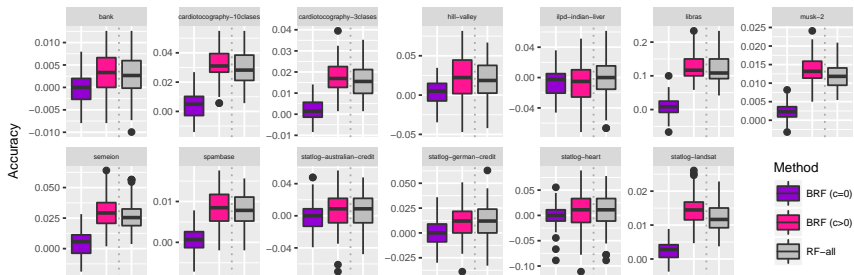 bank
cardiotocography−10clases
cardiotocography−3clases
hill−valley
ilpd−indian−liver
libras
musk−2
0.010
0.005
0.000
−0.005
−0.010
0.04
0.00
0.04
0.03
0.02
0.01
0.00
−0.01
0.05
0.00
−0.05
0.04
0.00
−0.04
0.2
0.1
0.0
0.025
0.020
0.015
0.010
0.005
0.000
−0.005
Accuracy
semeion
spambase
statlog−australian−credit
statlog−german−credit
statlog−heart
statlog−landsat
0.050
0.025
0.000
0.01
0.00
0.04
0.00
−0.04
0.050
0.025
0.000
−0.025
0.05
0.00
−0.05
−0.10
0.02
0.01
0.00
Method
BRF (c=0)
BRF (c>0)
RF−all